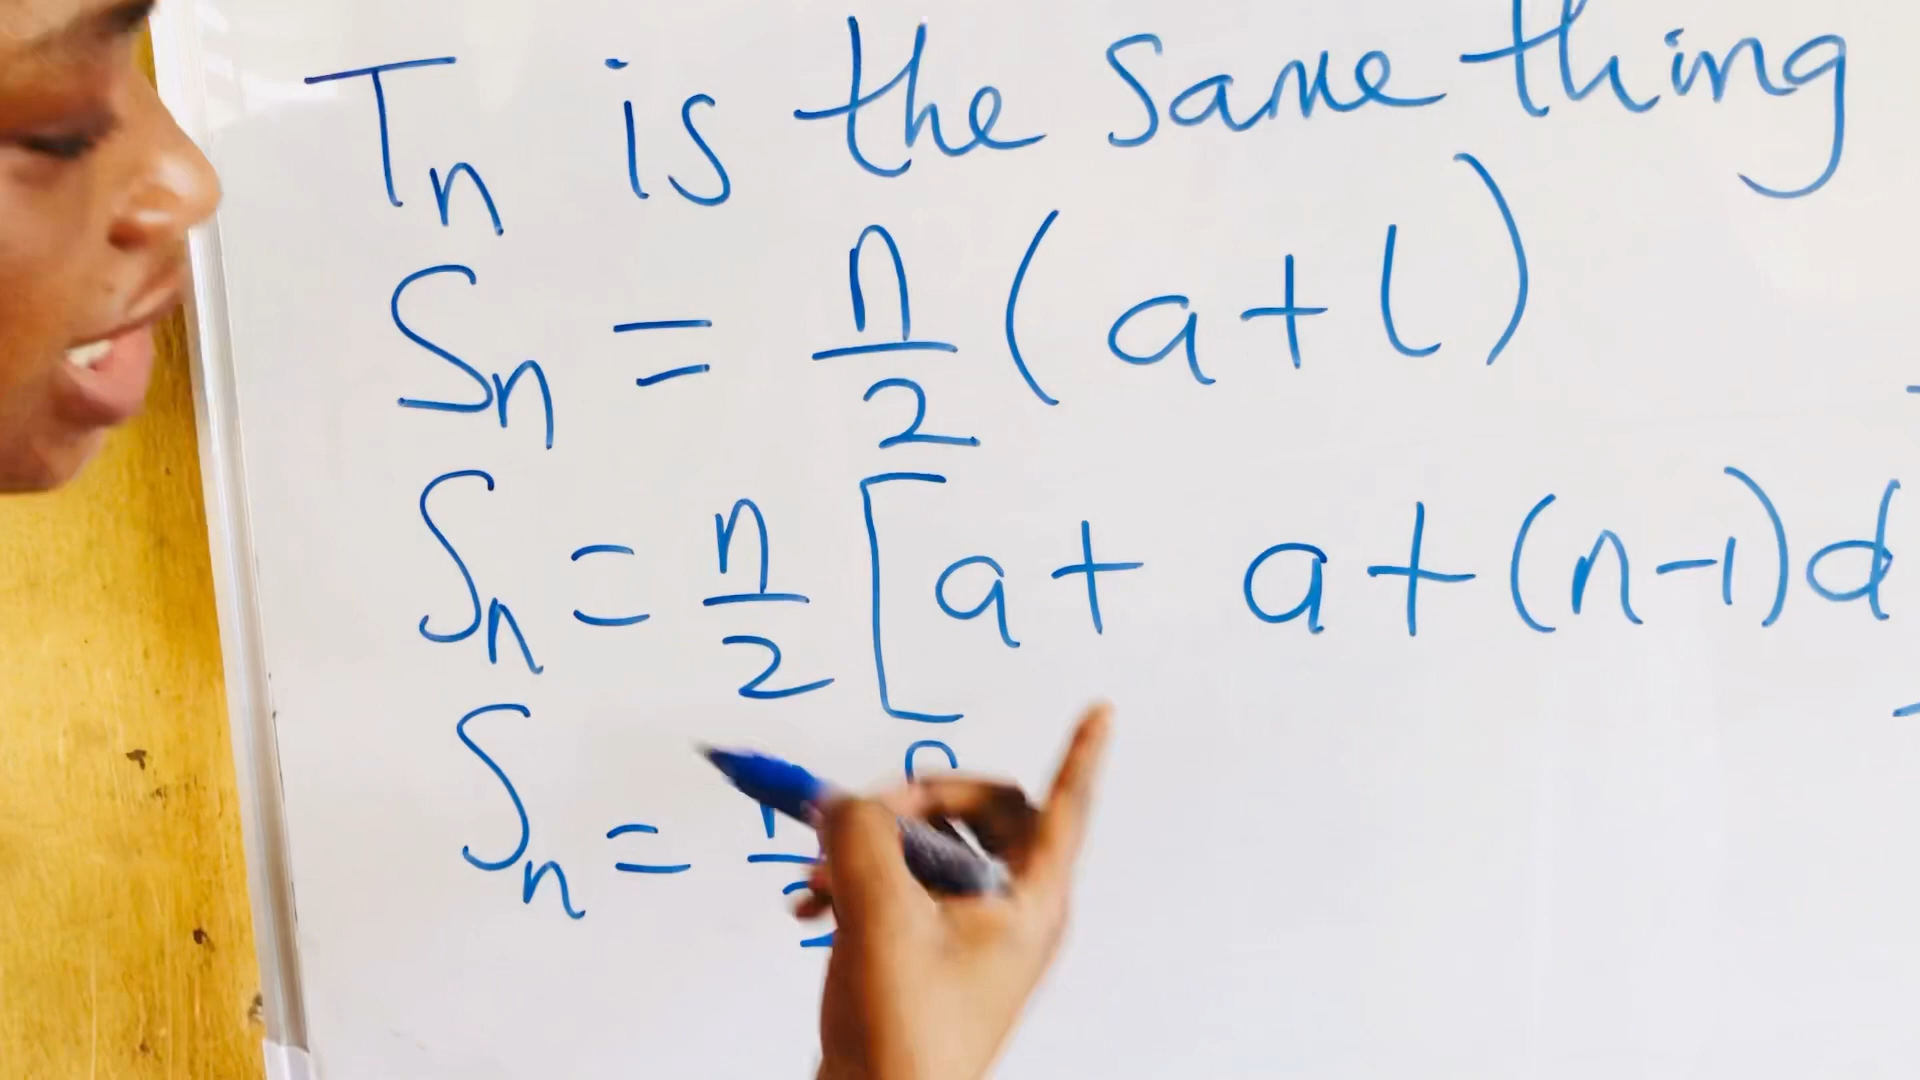 Tn is the same thing
Sn = n/2 (a + l)
Sn = n/2 [a + a + (n-1)d
Sn =